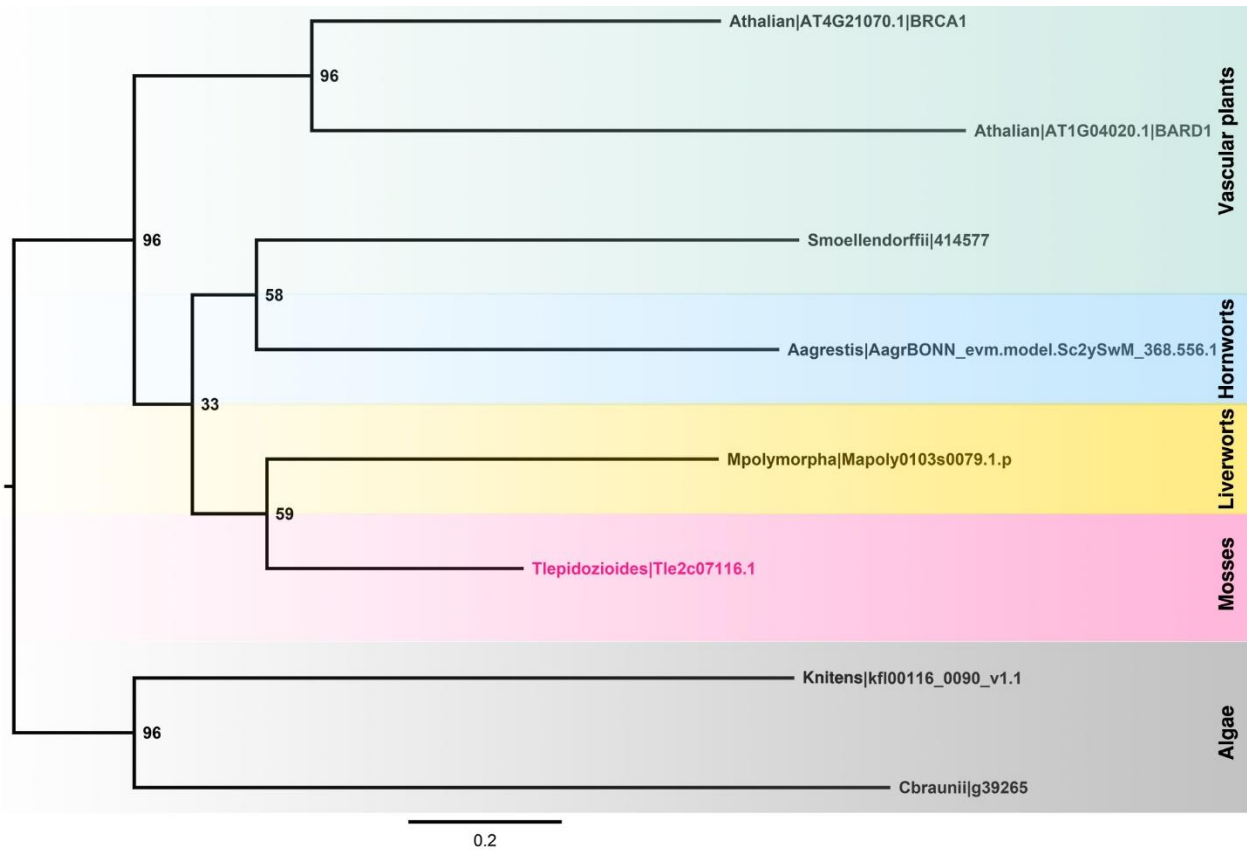 Athalian|AT4G21070.1|BRCA1
96
Athalian|AT1G04020.1|BARD1
Vascular plants
96
Smoellendorffii|414577
58
Aagrestis|AagrBONN_evm.model.Sc2ySwM_368.556.1
Hornworts
33
Mpolymorpha|Mapoly0103s0079.1.p
Liverworts
59
Tlepidozioides|Tle2c07116.1
Mosses
Knitens|kfl00116_0090_v1.1
96
Algae
Cbraunii|g39265
0.2